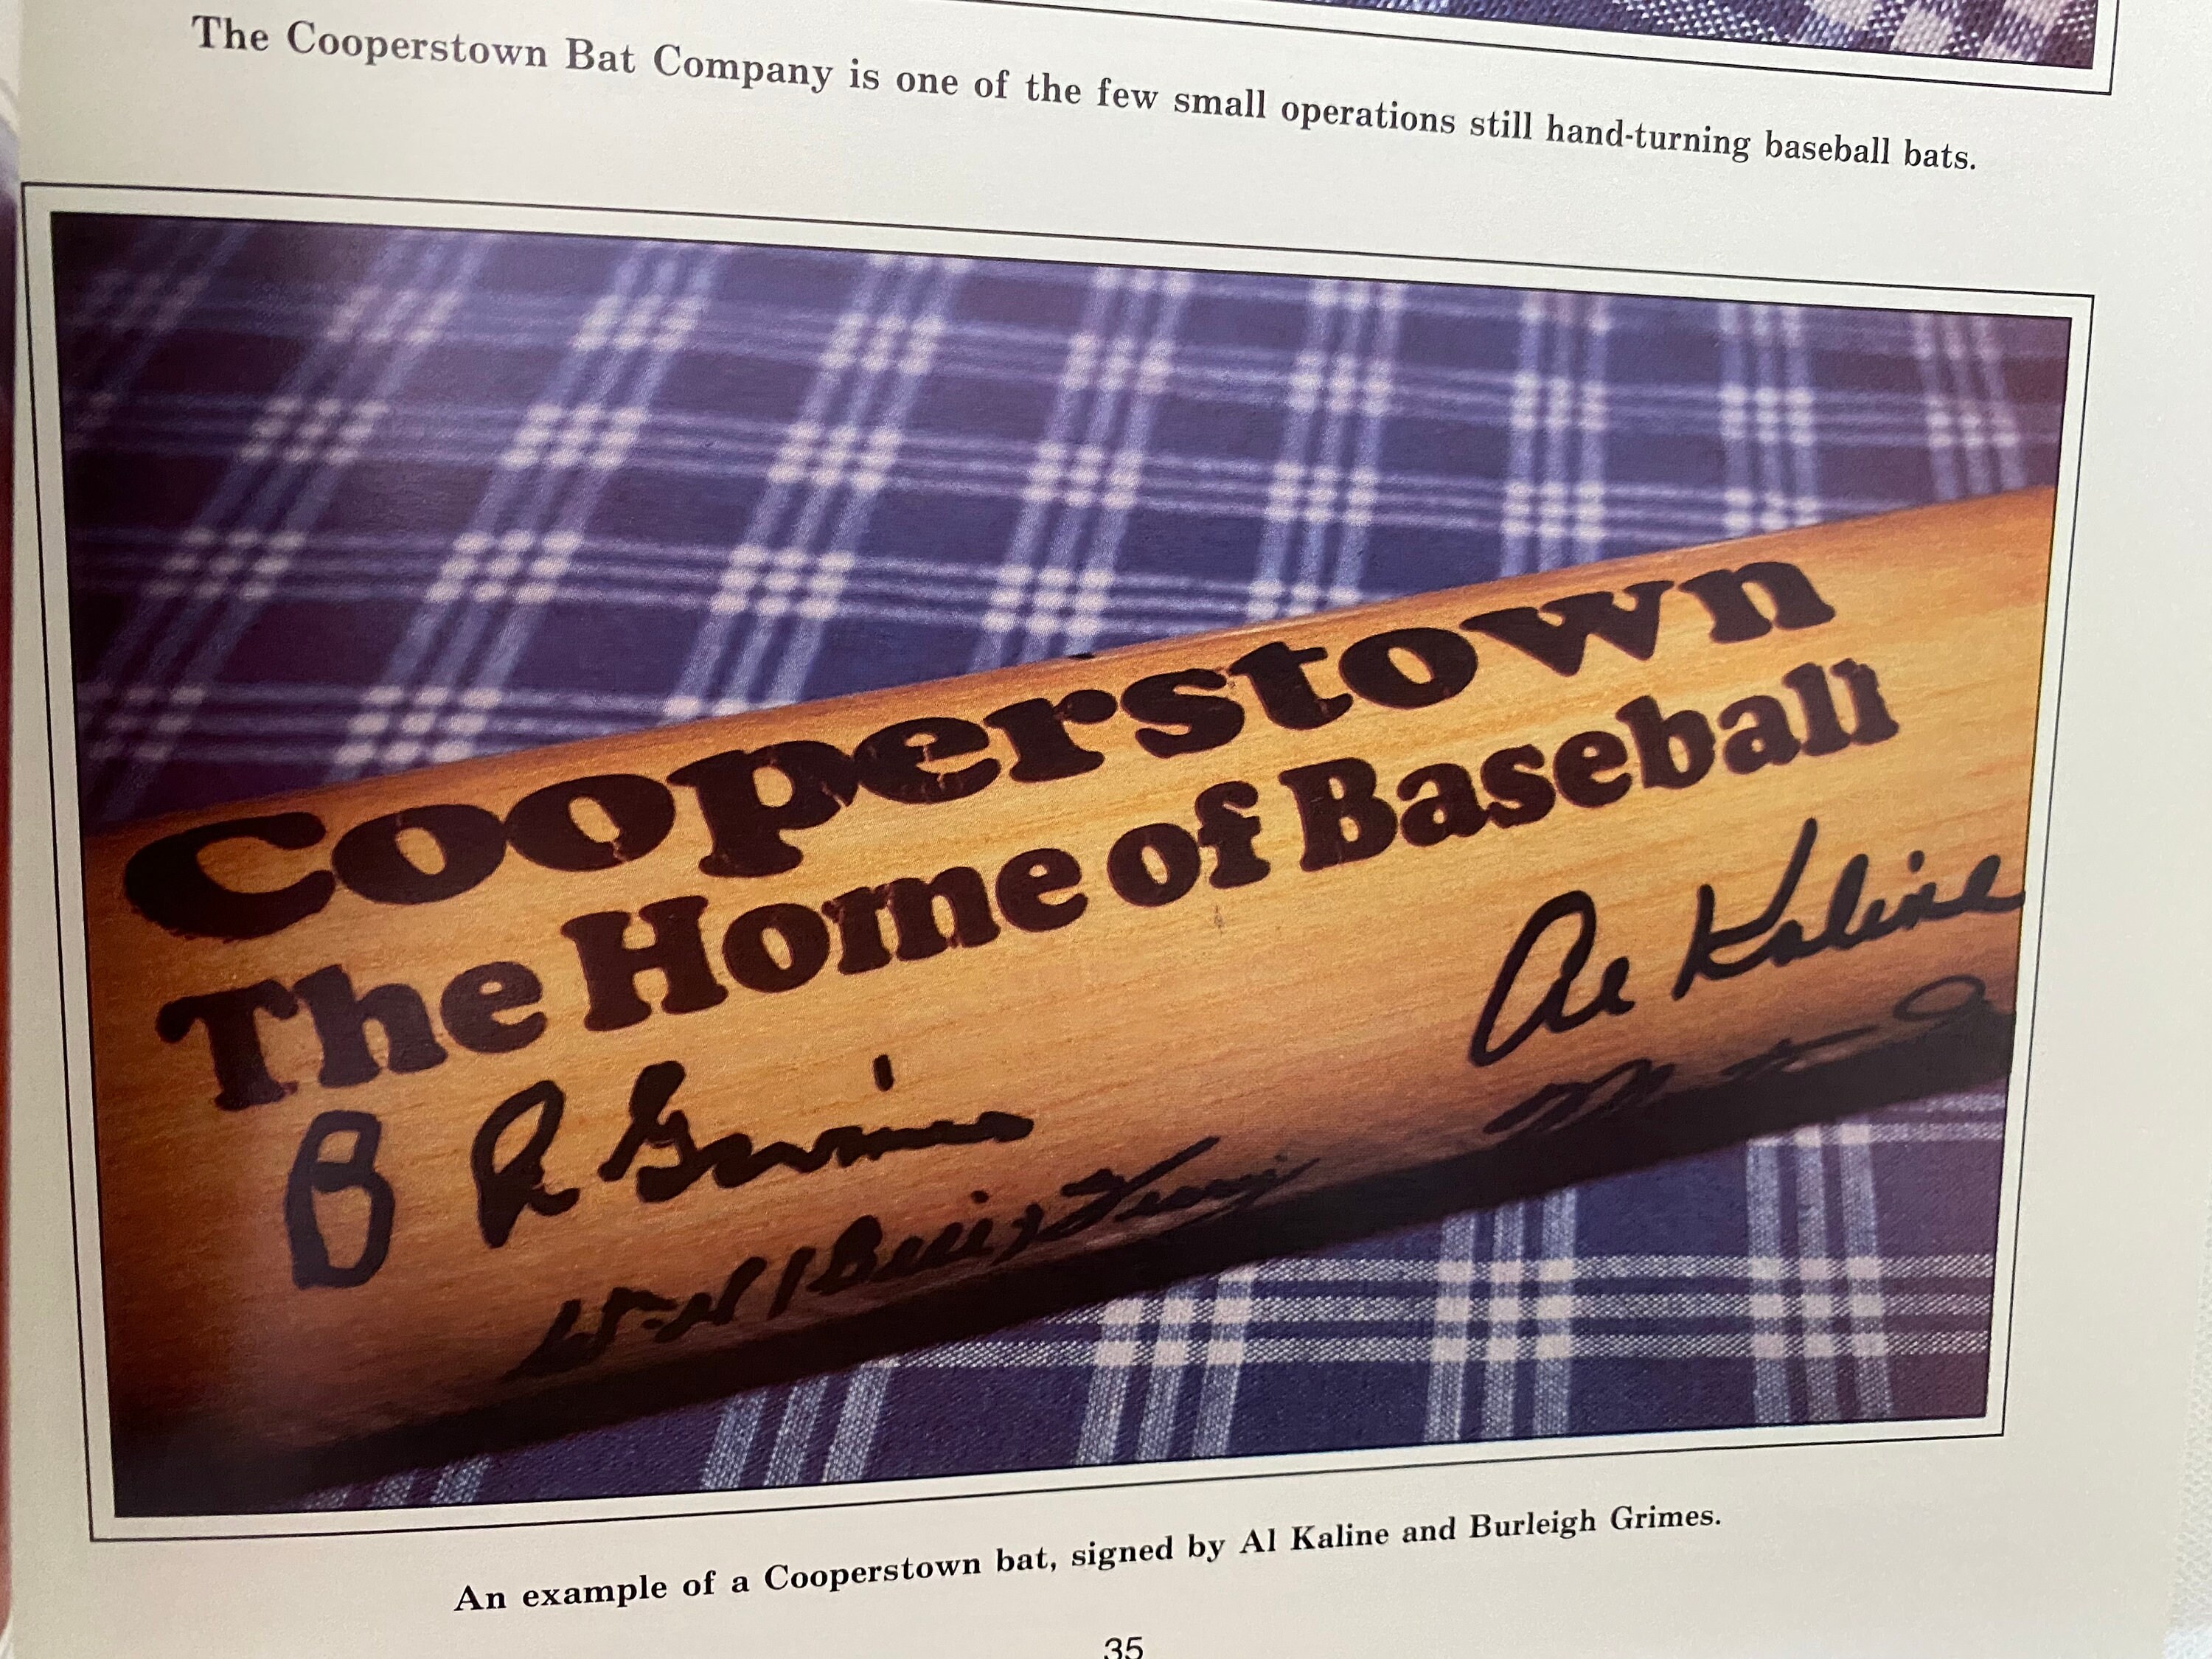 The Cooperstown Bat Company is one of the few small operations still hand-turning baseball bats.
Cooperstown
The Home of Baseball
Al Kaline
B A Grimes
An example of a Cooperstown bat, signed by Al Kaline and Burleigh Grimes.
35